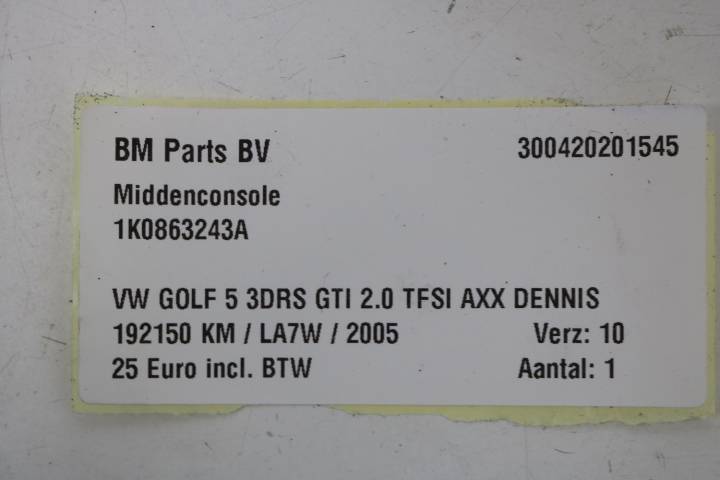 BM Parts BV 300420201545
Middenconsole
1K0863243A
VW GOLF 5 3DRS GTI 2.0 TFSI AXX DENNIS
192150 KM / LA7W / 2005 Verz: 10
25 Euro incl. BTW Aantal: 1